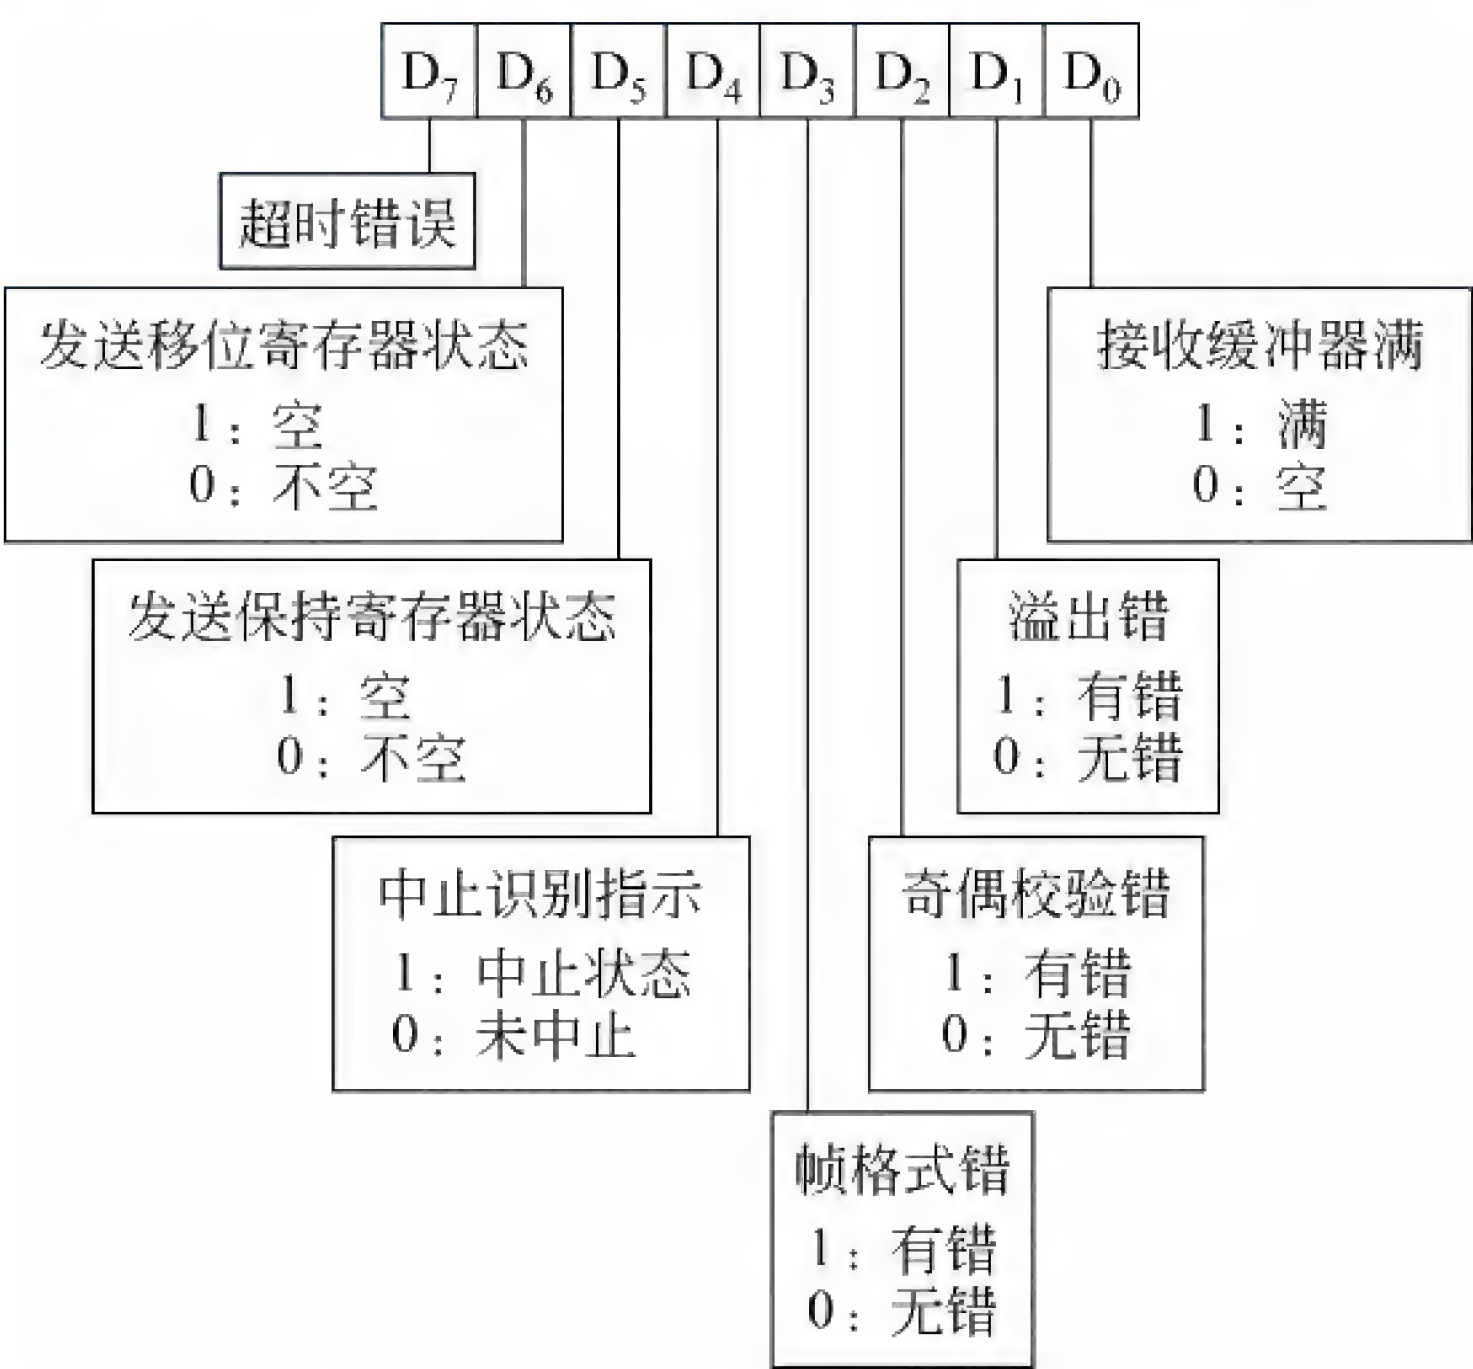 D₇ D₆ D₅ D₄ D₃ D₂ D₁ D₀
超时错误
发送移位寄存器状态
1：空
0：不空
接收缓冲器满
1：满
0：空
发送保持寄存器状态
1：空
0：不空
溢出错
1：有错
0：无错
中止识别指示
1：中止状态
0：未中止
奇偶校验错
1：有错
0：无错
帧格式错
1：有错
0：无错